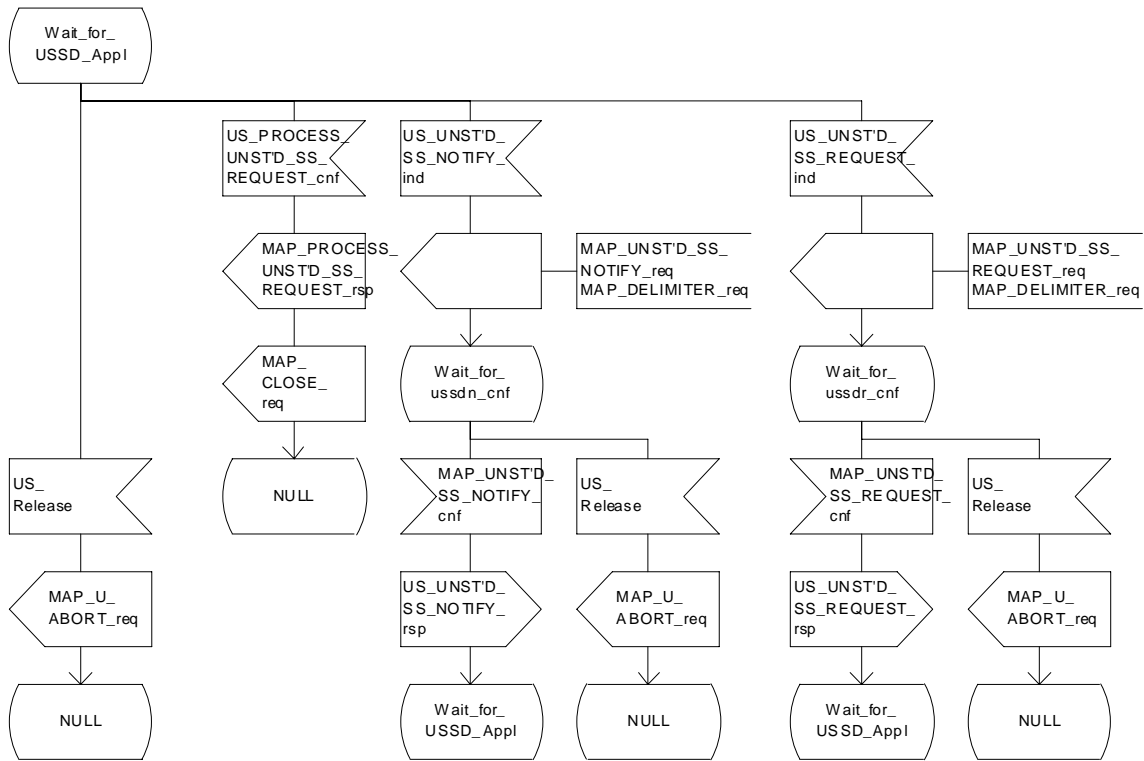 Wait_for_
USSD_Appl
US_PROCESS_
UNST'D_SS_
REQUEST_cnf
US_UNST'D_
SS_NOTIFY_
ind
US_UNST'D_
SS_REQUEST_
ind
MAP_PROCESS_
UNST'D_SS_
REQUEST_rsp
MAP_UNST'D_SS_
NOTIFY_req
MAP_DELIMITER_req
MAP_UNST'D_SS_
REQUEST_req
MAP_DELIMITER_req
MAP_
CLOSE_
req
Wait_for_
ussdn_cnf
Wait_for_
ussdr_cnf
US_
Release
NULL
MAP_UNST'D_
SS_NOTIFY_
cnf
US_
Release
MAP_UNST'D_
SS_REQUEST_
cnf
US_
Release
MAP_U_
ABORT_req
US_UNST'D_
SS_NOTIFY_
rsp
MAP_U_
ABORT_req
US_UNST'D_
SS_REQUEST_
rsp
MAP_U_
ABORT_req
NULL
Wait_for_
USSD_Appl
NULL
Wait_for_
USSD_Appl
NULL